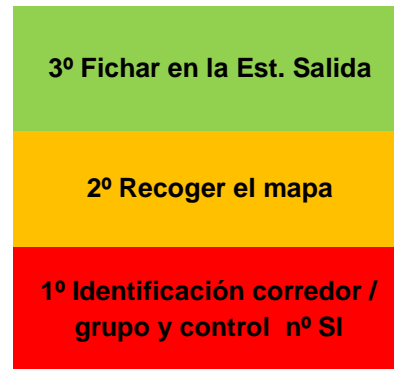 3º Fichar en la Est. Salida
2º Recoger el mapa
1º Identificación corredor /
grupo y control nº SI